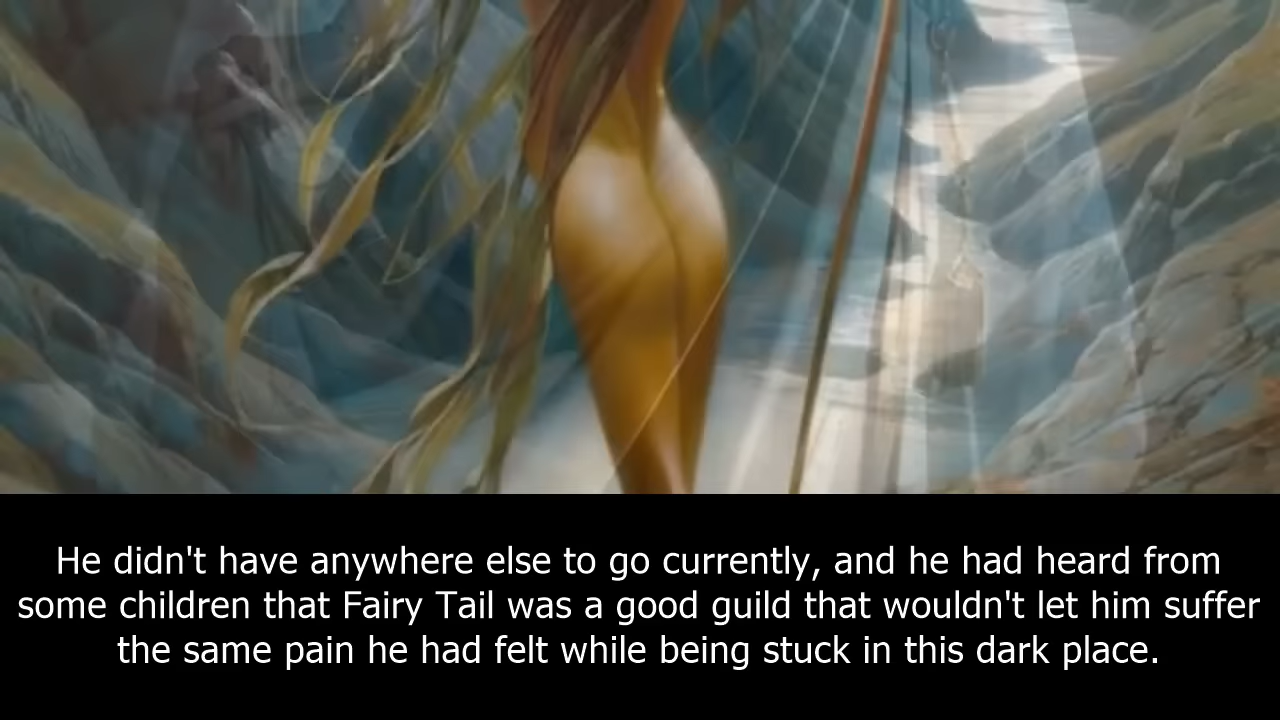 He didn't have anywhere else to go currently, and he had heard from
some children that Fairy Tail was a good guild that wouldn't let him suffer
the same pain he had felt while being stuck in this dark place.